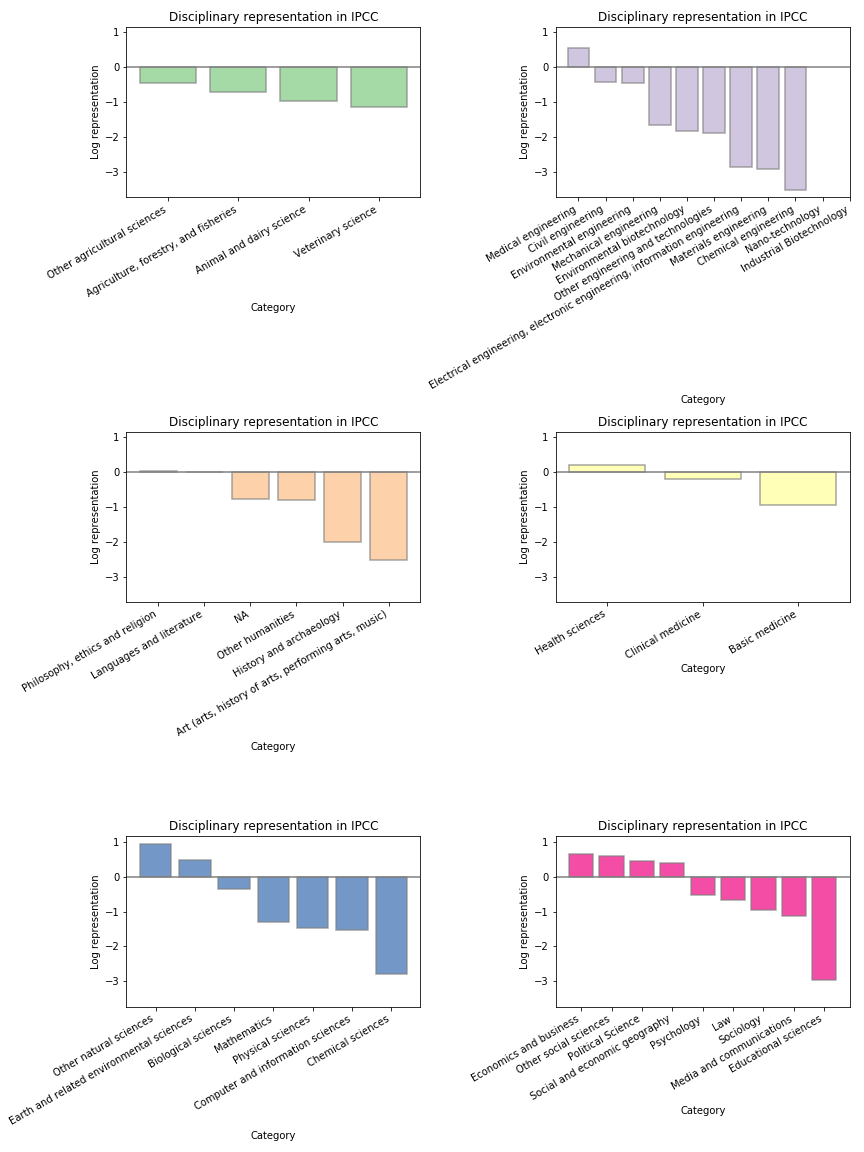 Disciplinary representation in IPCC
Log representation
1
0
−1
−2
−3
Other agricultural sciences
Agriculture, forestry, and fisheries
Animal and dairy science
Veterinary science
Category
Disciplinary representation in IPCC
Log representation
1
0
−1
−2
−3
Medical engineering
Civil engineering
Environmental engineering
Mechanical engineering
Environmental biotechnology
Other engineering and technologies
Electrical engineering, electronic engineering, information engineering
Materials engineering
Chemical engineering
Nano-technology
Industrial Biotechnology
Category
Disciplinary representation in IPCC
Log representation
1
0
−1
−2
−3
Philosophy, ethics and religion
Languages and literature
NA
Other humanities
History and archaeology
Art (arts, history of arts, performing arts, music)
Category
Disciplinary representation in IPCC
Log representation
1
0
−1
−2
−3
Health sciences
Clinical medicine
Basic medicine
Category
Disciplinary representation in IPCC
Log representation
1
0
−1
−2
−3
Other natural sciences
Earth and related environmental sciences
Biological sciences
Mathematics
Physical sciences
Computer and information sciences
Chemical sciences
Category
Disciplinary representation in IPCC
Log representation
1
0
−1
−2
−3
Economics and business
Other social sciences
Political Science
Social and economic geography
Psychology
Law
Sociology
Media and communications
Educational sciences
Category